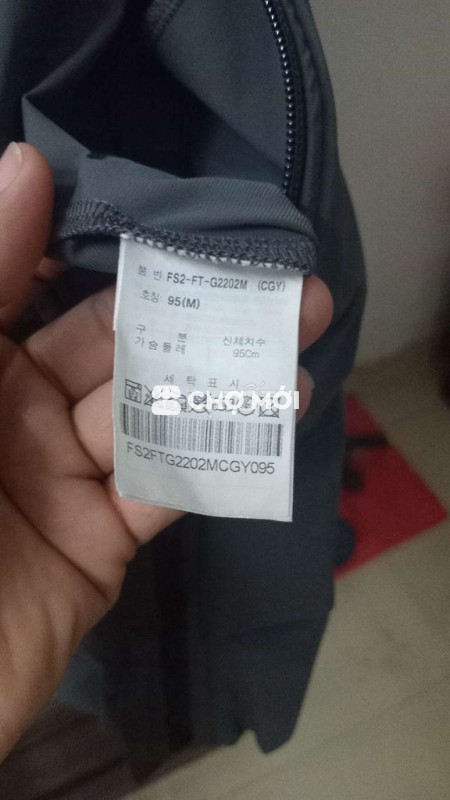 품 번 FS2-FT-G2202M (CGY)
호칭 95(M)
구 분 신체치수
가슴둘레 95Cm
세 탁 표 시
CHỢ TỐT
FS2FTG2202MCGY095